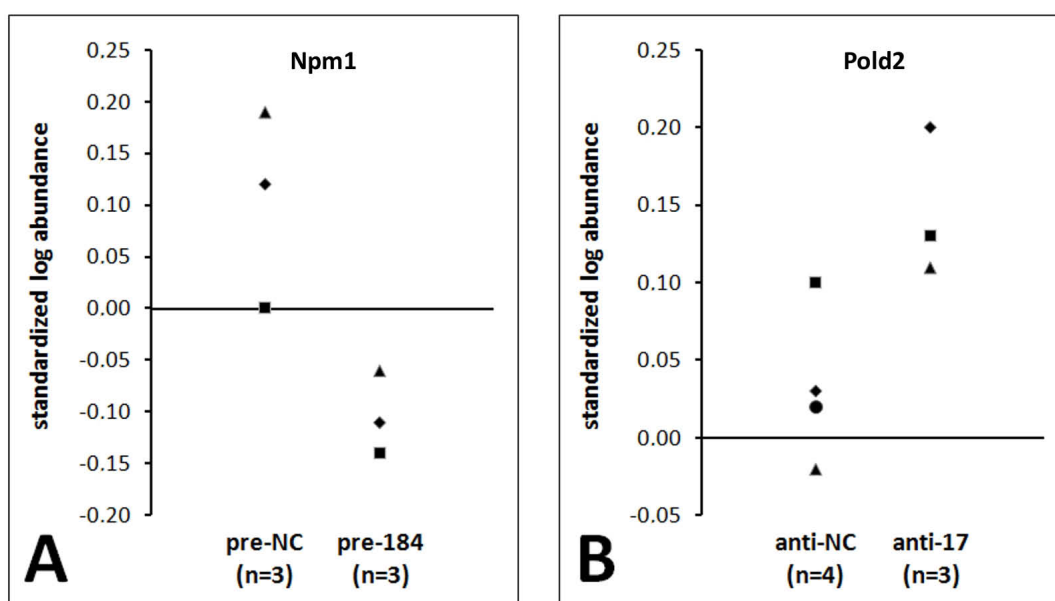 Npm1
standardized log abundance
0.25
0.20
0.15
0.10
0.05
0.00
-0.05
-0.10
-0.15
-0.20
pre-NC pre-184
(n=3) (n=3)
A
Pold2
standardized log abundance
0.25
0.20
0.15
0.10
0.05
0.00
-0.05
anti-NC anti-17
(n=4) (n=3)
B